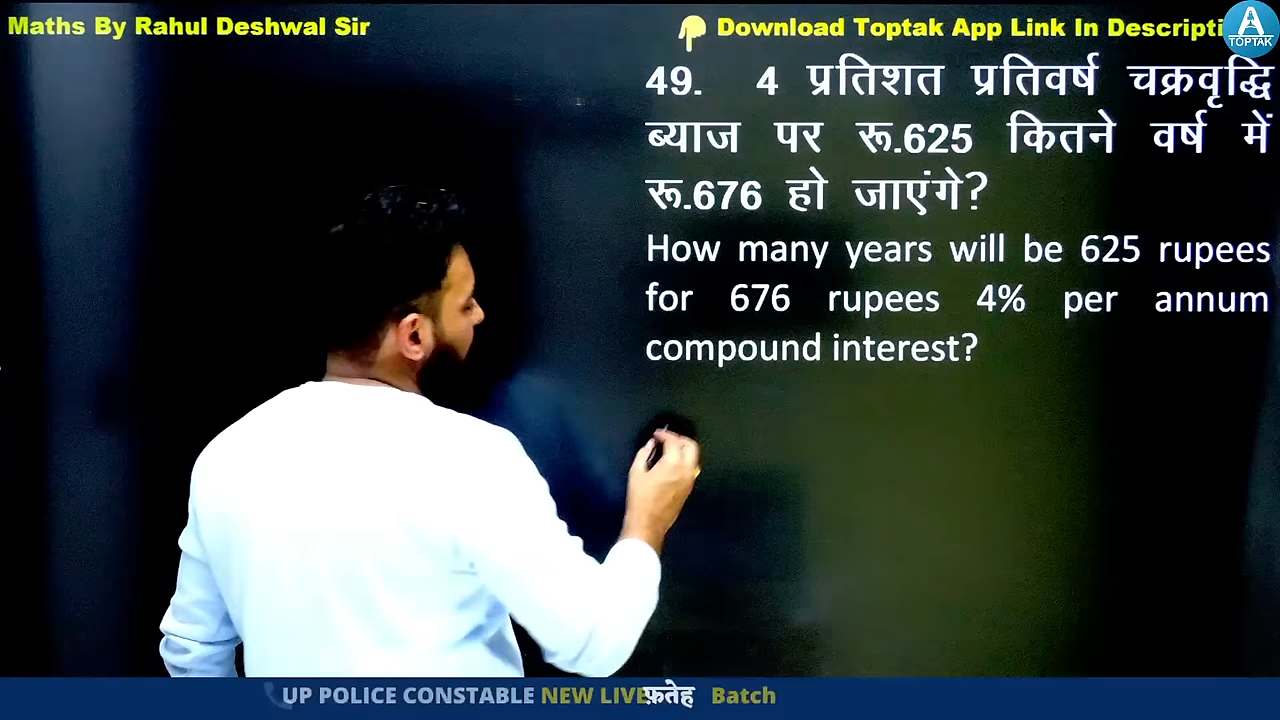 Maths By Rahul Deshwal Sir
Download Toptak App Link In Descripti
TOPTAK
49. 4 प्रतिशत प्रतिवर्ष चक्रवृद्धि
ब्याज पर रू.625 कितने वर्ष में
रू.676 हो जाएंगे?
How many years will be 625 rupees
for 676 rupees 4% per annum
compound interest?
UP POLICE CONSTABLE NEW LIVE फ़तेह Batch